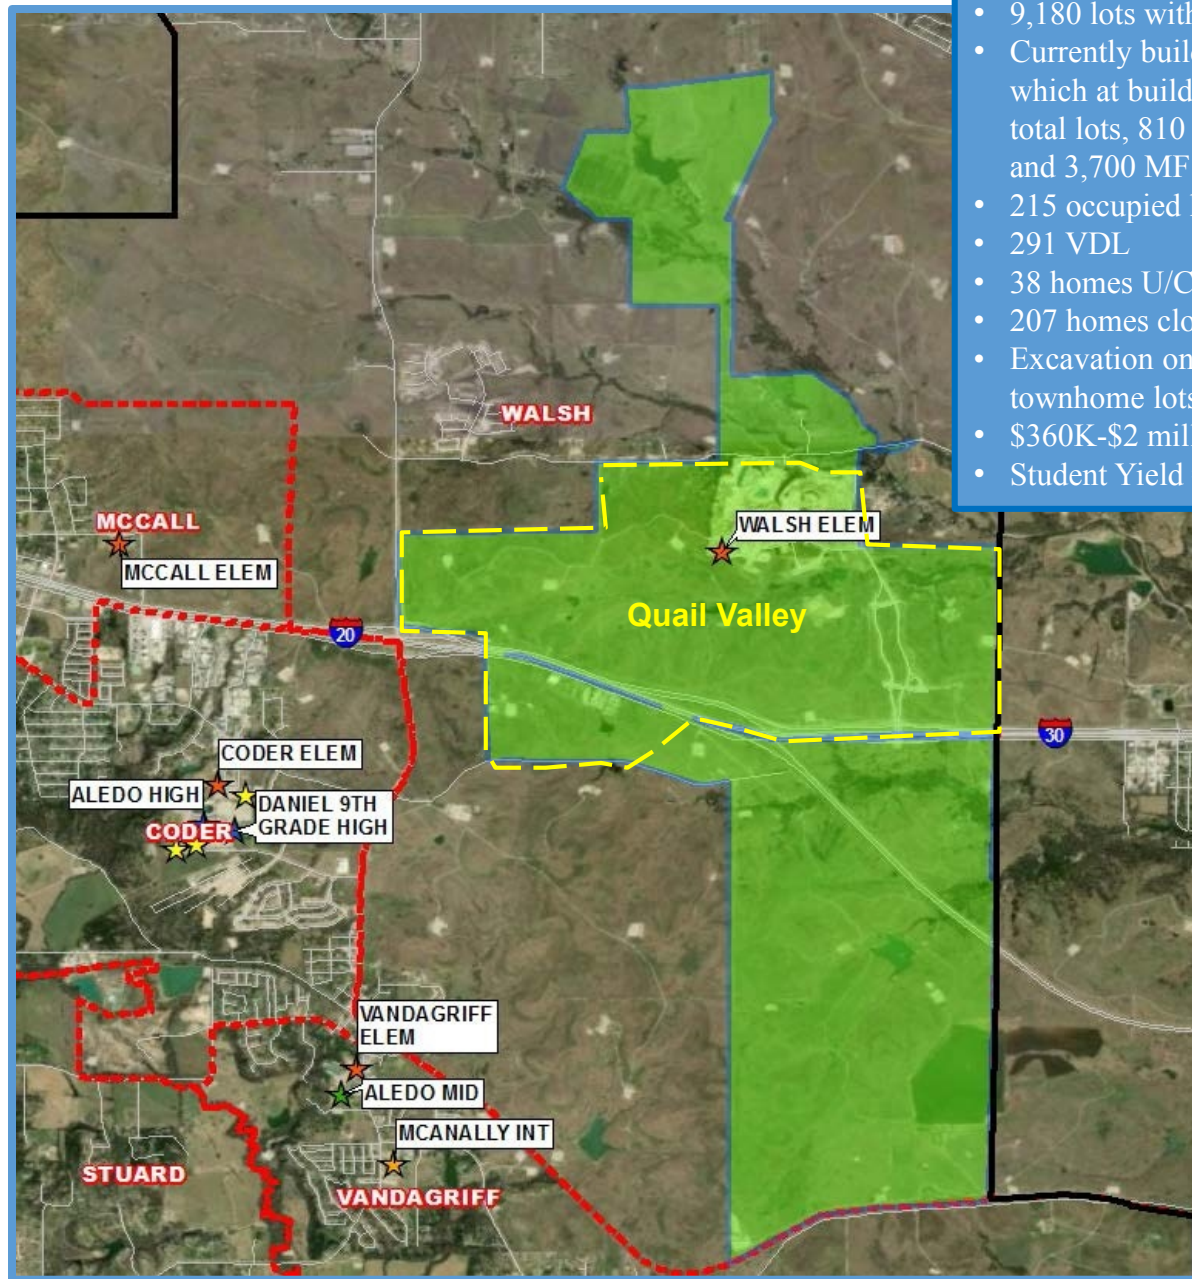 • 9,180 lots with
• Currently buil
which at build
total lots, 810
and 3,700 MF
• 215 occupied
• 291 VDL
• 38 homes U/C
• 207 homes clo
• Excavation on
townhome lots
• $360K-$2 mil
• Student Yield
WALSH
MCCALL
MCCALL ELEM
WALSH ELEM
Quail Valley
20
30
CODER ELEM
ALEDO HIGH
DANIEL 9TH
GRADE HIGH
CODER
VANDAGRIFF
ELEM
ALEDO MID
MCANALLY INT
STUARD
VANDAGRIFF